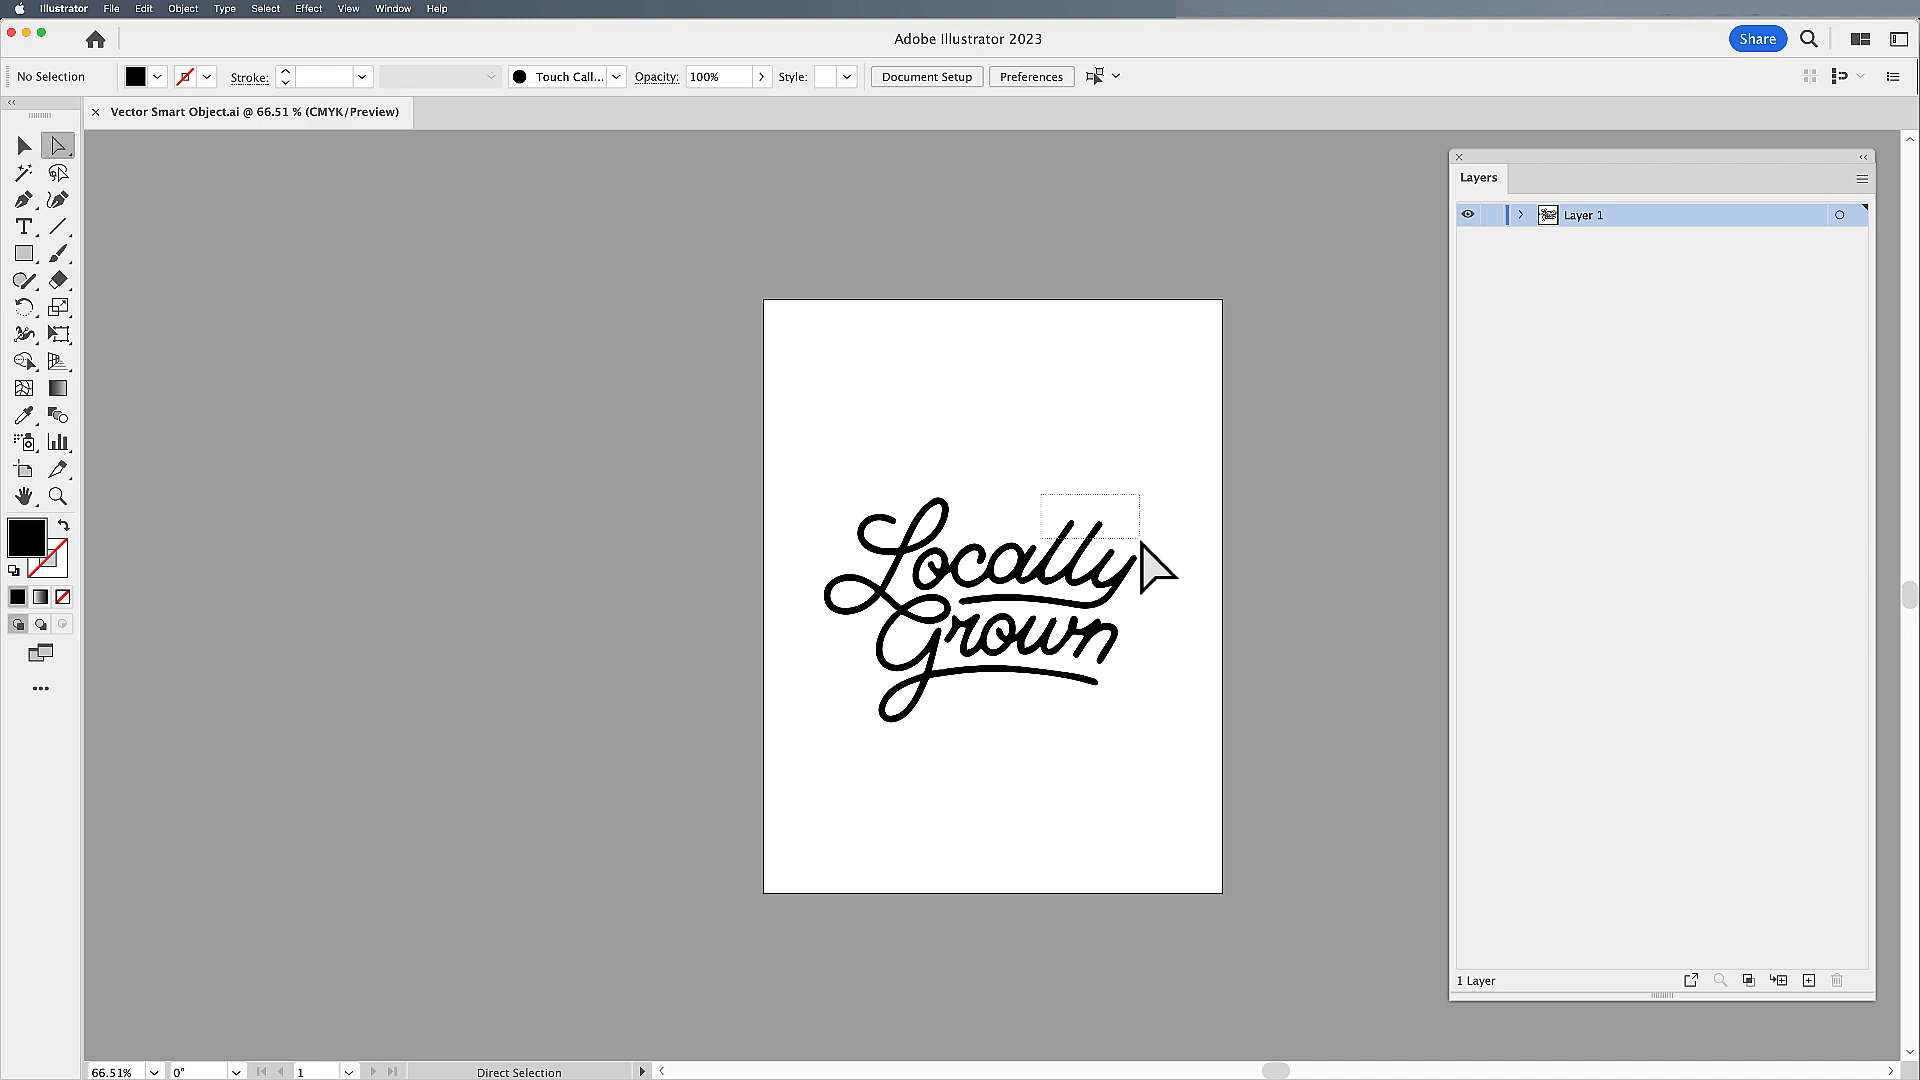 Illustrator File Edit Object Type Select Effect View Window Help
Adobe Illustrator 2023
Share
No Selection
Stroke:
Touch Call...
Opacity: 100%
Style:
Document Setup
Preferences
Vector Smart Object.ai @ 66.51 % (CMYK/Preview)
Layers
Layer 1
Locally
Grown
1 Layer
66.51%
0°
1
Direct Selection